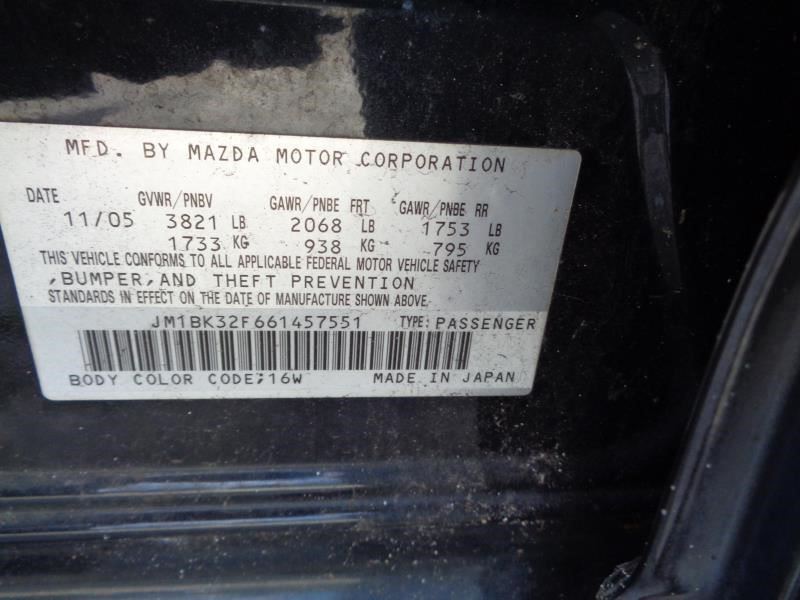 MFD. BY MAZDA MOTOR CORPORATION
DATE GVWR/PNBV GAWR/PNBE FRT GAWR/PNBE RR
11/05 3821 LB 2068 LB 1753 LB
1733 KG 938 KG 795 KG
THIS VEHICLE CONFORMS TO ALL APPLICABLE FEDERAL MOTOR VEHICLE SAFETY
,BUMPER,AND THEFT PREVENTION
STANDARDS IN EFFECT ON THE DATE OF MANUFACTURE SHOWN ABOVE.
JM1BK32F661457551 TYPE: PASSENGER
BODY COLOR CODE;16W MADE IN JAPAN